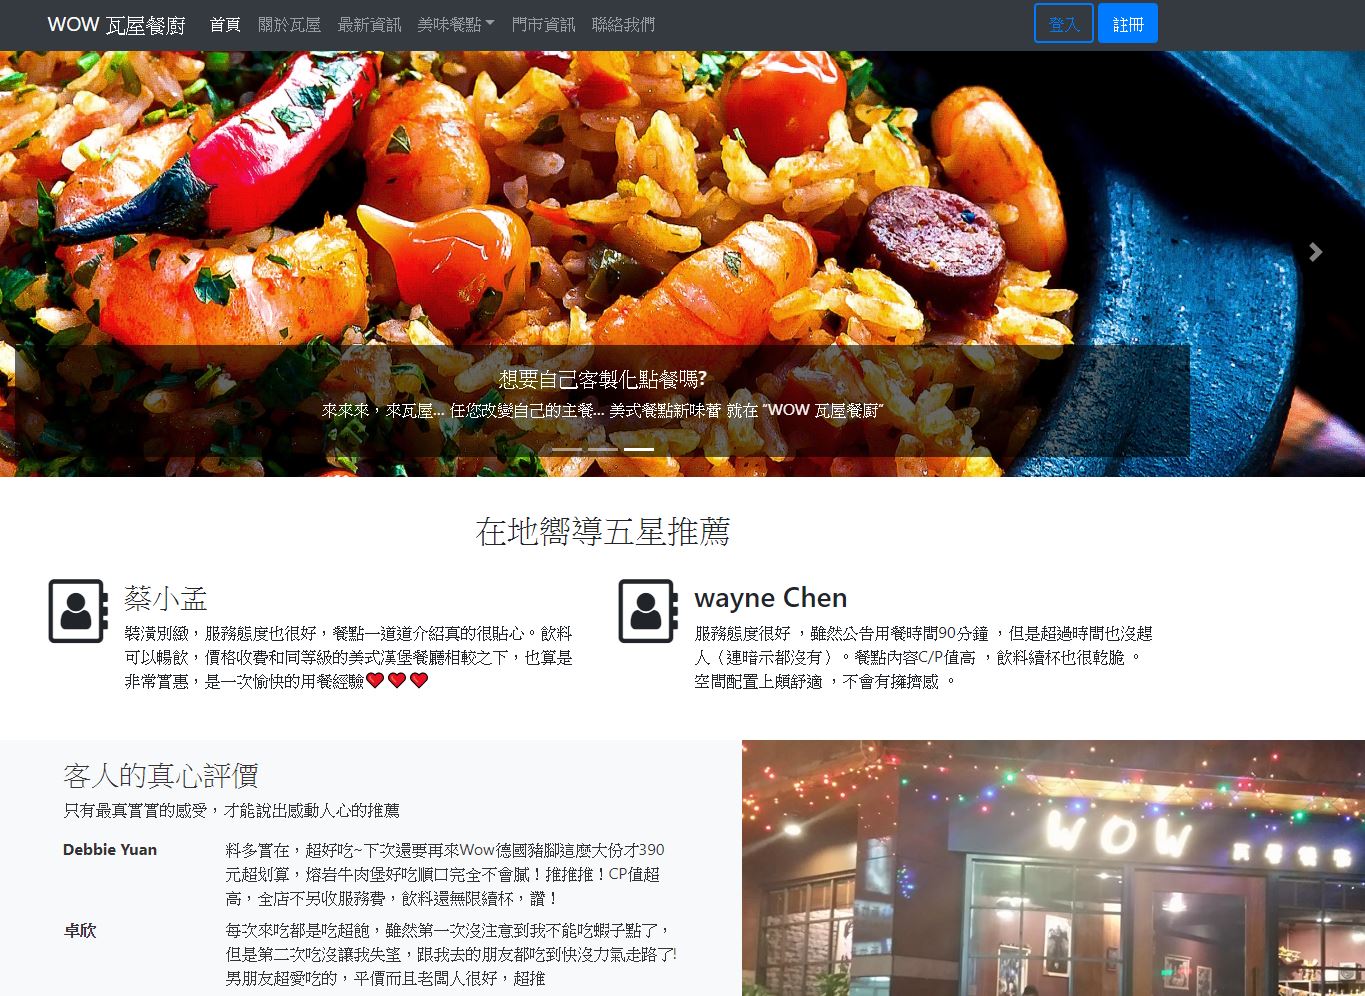 WOW 瓦屋餐廚 首頁 關於瓦屋 最新資訊 美味餐點 門市資訊 聯絡我們 登入 註冊
想要自己客製化點餐嗎?
來來來，來瓦屋... 任您改變自己的主餐... 美式餐點新味蕾 就在 “WOW 瓦屋餐廚”
在地嚮導五星推薦
蔡小孟
裝潢別緻，服務態度也很好，餐點一道道介紹真的很貼心。飲料
可以暢飲，價格收費和同等級的美式漢堡餐廳相較之下，也算是
非常實惠，是一次愉快的用餐經驗❤❤❤
wayne Chen
服務態度很好 ，雖然公告用餐時間90分鐘 ，但是超過時間也沒趕
人（連暗示都沒有）。餐點內容C/P值高 ，飲料續杯也很乾脆 。
空間配置上頗舒適 ，不會有擁擠感 。
客人的真心評價
只有最真實實的感受，才能說出感動人心的推薦
Debbie Yuan
料多實在，超好吃~下次還要再來Wow德國豬腳這麼大份才390
元超划算，熔岩牛肉堡好吃順口完全不會膩！推推推！CP值超
高，全店不另收服務費，飲料還無限續杯，讚！
卓欣
每次來吃都是吃超飽，雖然第一次沒注意到我不能吃蝦子點了，
但是第二次吃沒讓我失望，跟我去的朋友都吃到快沒力氣走路了!
男朋友超愛吃的，平價而且老闆人很好，超推
WOW 瓦屋餐廚